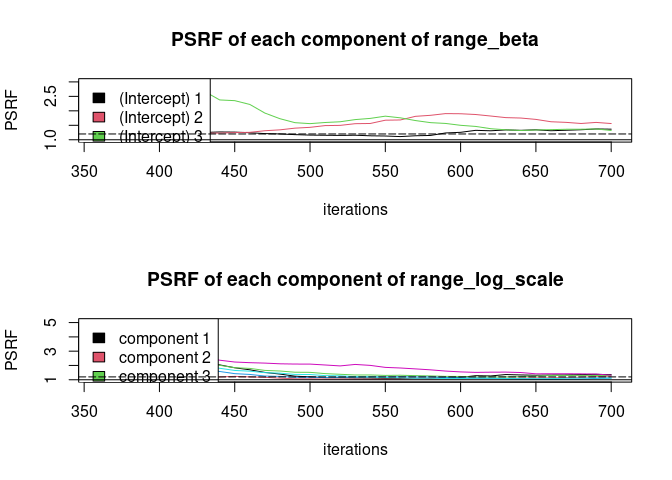 PSRF of each component of range_beta
PSRF
2.5
1.0
(Intercept) 1
(Intercept) 2
(Intercept) 3
350 400 450 500 550 600 650 700
iterations
PSRF of each component of range_log_scale
PSRF
5
3
1
component 1
component 2
component 3
350 400 450 500 550 600 650 700
iterations